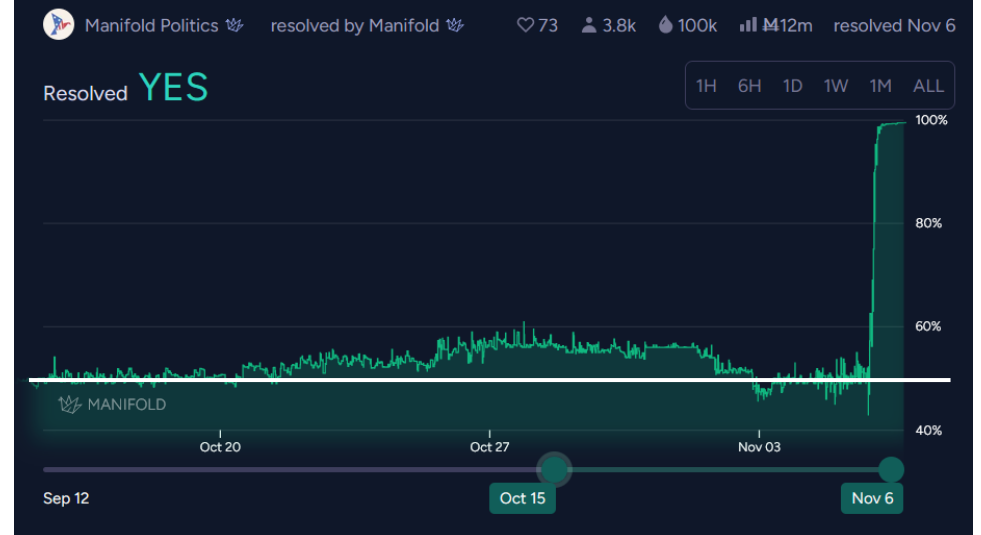 Manifold Politics resolved by Manifold 73 3.8k 100k Ṁ12m resolved Nov 6
Resolved YES 1H 6H 1D 1W 1M ALL
100%
80%
60%
MANIFOLD
40%
Oct 20 Oct 27 Nov 03
Sep 12 Oct 15 Nov 6